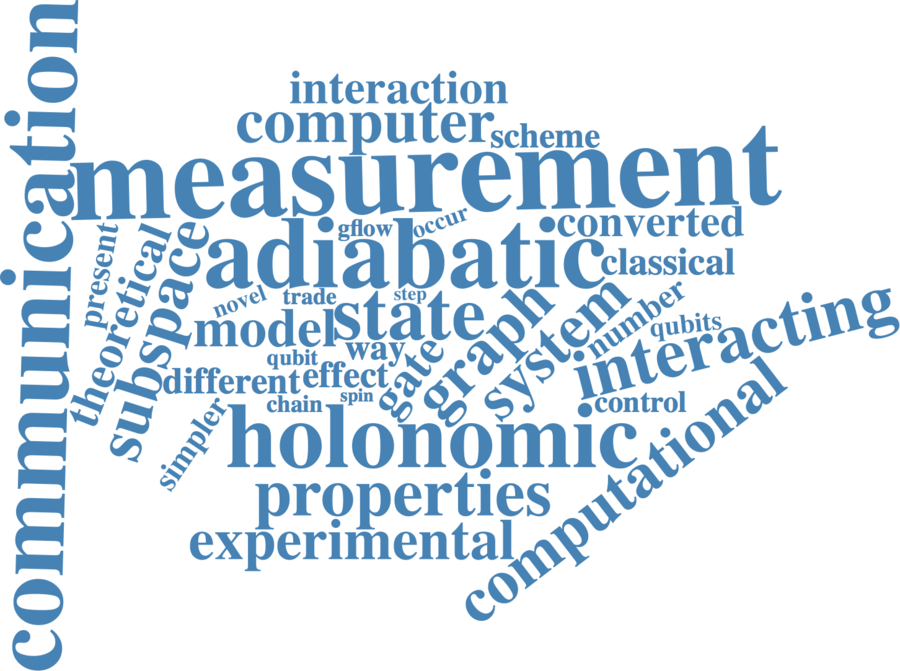 communication
interaction
computer
scheme
measurement
converted
gflow
occur
adiabatic
classical
present
theoretical
subspace
novel
trade
step
state
model
graph
system
number
qubits
interacting
way
qubit
different
effect
gate
chain
spin
control
simpler
holonomic
computational
properties
experimental